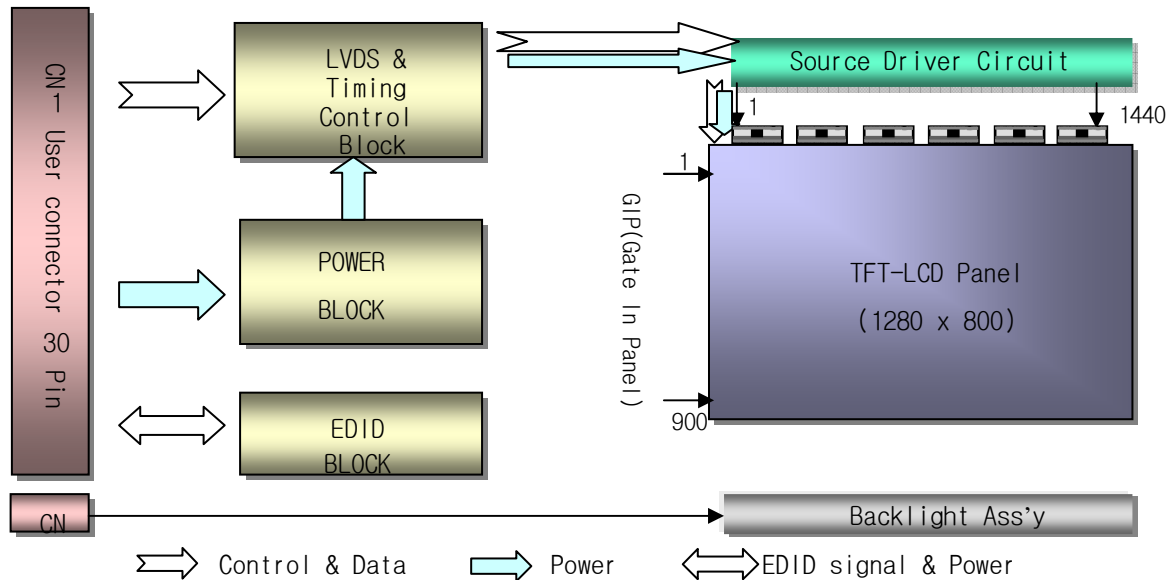 CN1 User connector 30 Pin
LVDS &
Timing
Control
Block
POWER
BLOCK
EDID
BLOCK
Source Driver Circuit
1
1440
1
GIP(Gate In Panel)
900
TFT-LCD Panel
(1280 x 800)
CN
Backlight Ass'y
Control & Data
Power
EDID signal & Power